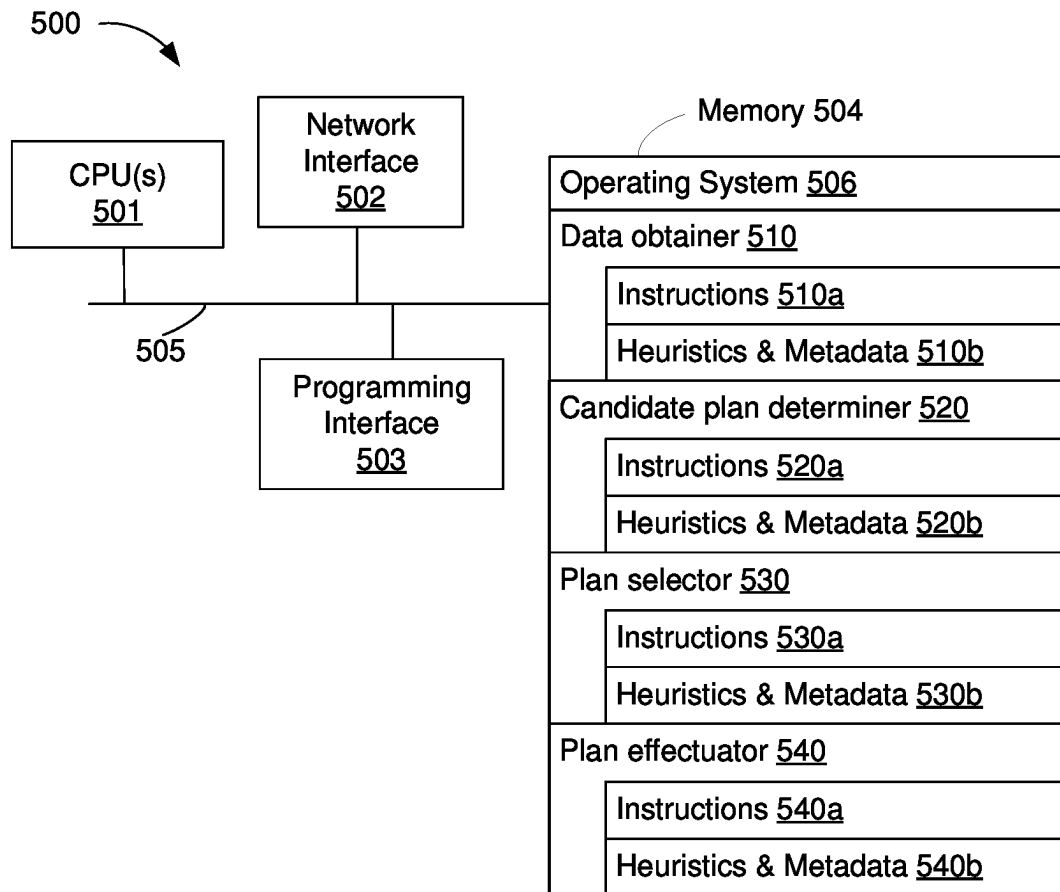 500
CPU(s)
501
Network
Interface
502
505
Programming
Interface
503
Memory 504
Operating System 506
Data obtainer 510
Instructions 510a
Heuristics & Metadata 510b
Candidate plan determiner 520
Instructions 520a
Heuristics & Metadata 520b
Plan selector 530
Instructions 530a
Heuristics & Metadata 530b
Plan effectuator 540
Instructions 540a
Heuristics & Metadata 540b